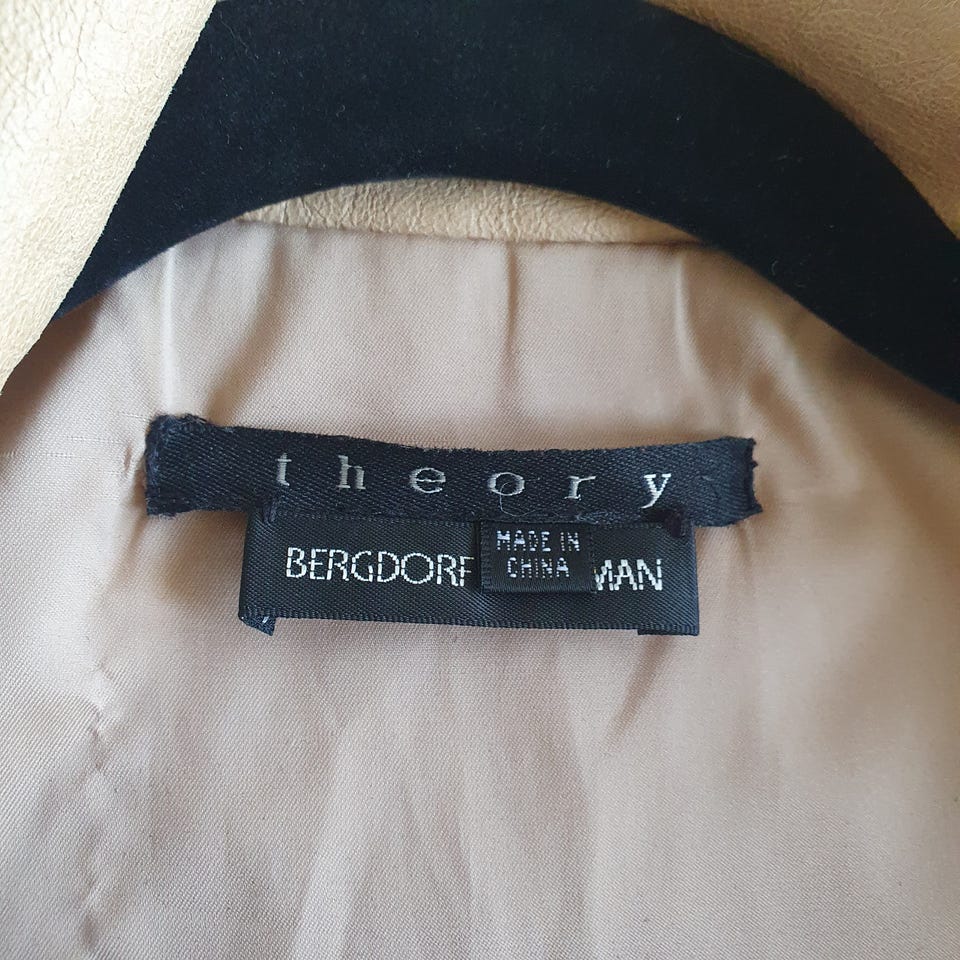 theory
MADE IN
CHINA
BERGDORF MAN